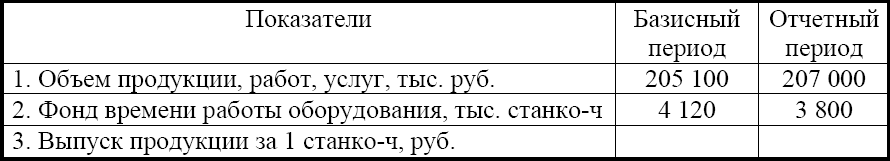 Показатели Базисный период Отчетный период
1. Объем продукции, работ, услуг, тыс. руб. 205 100 207 000
2. Фонд времени работы оборудования, тыс. станко-ч 4 120 3 800
3. Выпуск продукции за 1 станко-ч, руб.